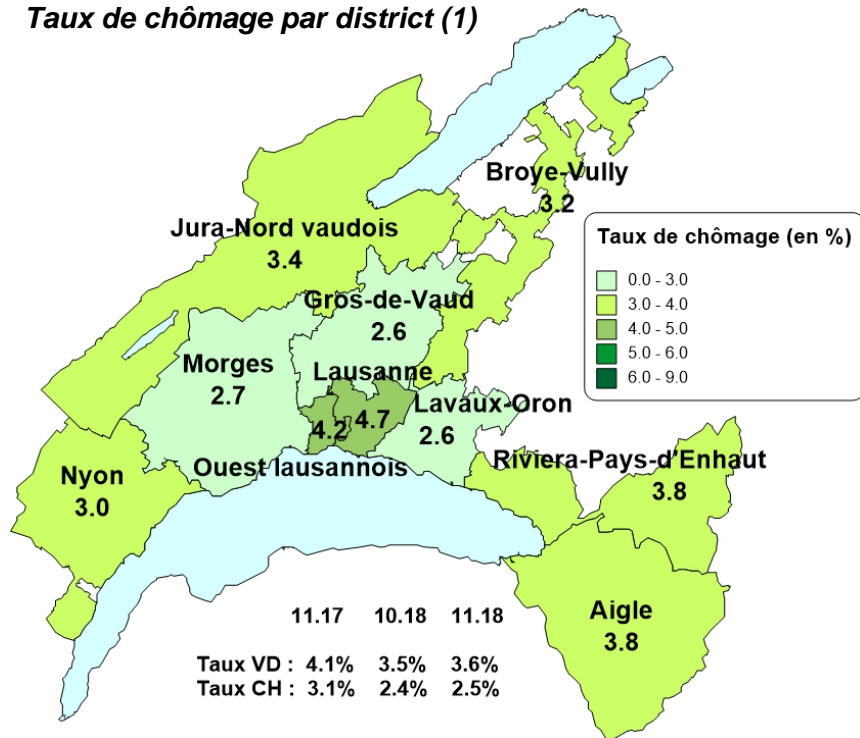 Taux de chômage par district (1)
Broye-Vully
3.2
Jura-Nord vaudois
3.4
Taux de chômage (en %)
0.0 - 3.0
3.0 - 4.0
4.0 - 5.0
5.0 - 6.0
6.0 - 9.0
Gros-de-Vaud
2.6
Morges
2.7
Lausanne
4.7
4.2
Lavaux-Oron
2.6
Ouest lausannois
Nyon
3.0
Riviera-Pays-d'Enhaut
3.8
Aigle
3.8
11.17 10.18 11.18
Taux VD : 4.1% 3.5% 3.6%
Taux CH : 3.1% 2.4% 2.5%